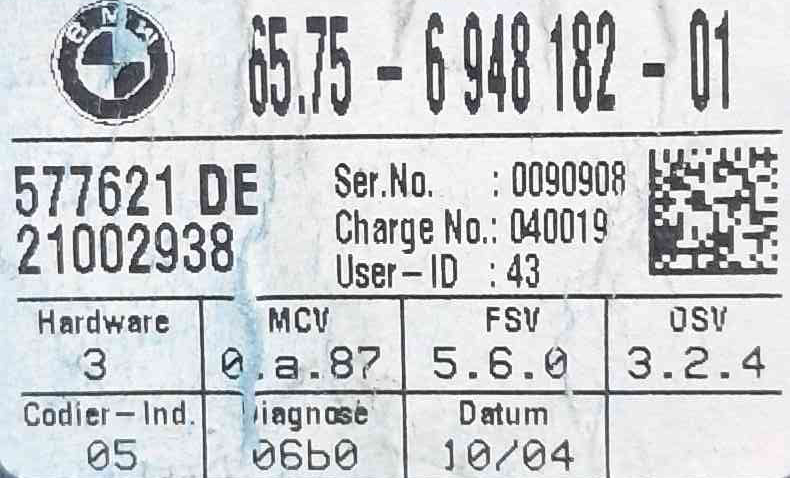 BMW
65.75 - 6 948 182 - 01
577621 DE
21002938
Ser.No. : 0090908
Charge No.: 040019
User-ID : 43
Hardware MCV FSV OSV
3 0.a.87 5.6.0 3.2.4
Codier-Ind. Diagnose Datum
05 06b0 10/04